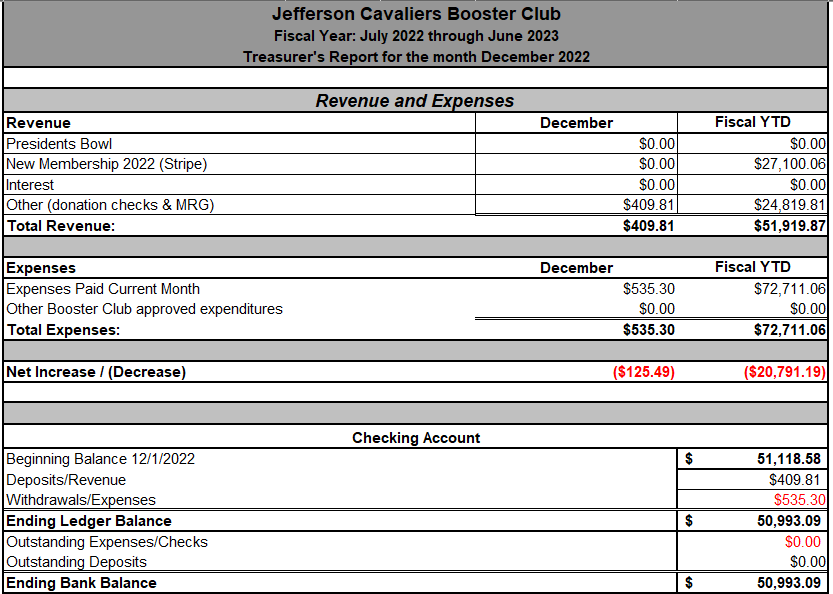 Jefferson Cavaliers Booster Club
Fiscal Year: July 2022 through June 2023
Treasurer's Report for the month December 2022
Revenue and Expenses
Revenue December Fiscal YTD
Presidents Bowl $0.00 $0.00
New Membership 2022 (Stripe) $0.00 $27,100.06
Interest $0.00 $0.00
Other (donation checks & MRG) $409.81 $24,819.81
Total Revenue: $409.81 $51,919.87
Expenses December Fiscal YTD
Expenses Paid Current Month $535.30 $72,711.06
Other Booster Club approved expenditures $0.00 $0.00
Total Expenses: $535.30 $72,711.06
Net Increase / (Decrease) ($125.49) ($20,791.19)
Checking Account
Beginning Balance 12/1/2022 $ 51,118.58
Deposits/Revenue $409.81
Withdrawals/Expenses $535.30
Ending Ledger Balance $ 50,993.09
Outstanding Expenses/Checks $0.00
Outstanding Deposits $0.00
Ending Bank Balance $ 50,993.09